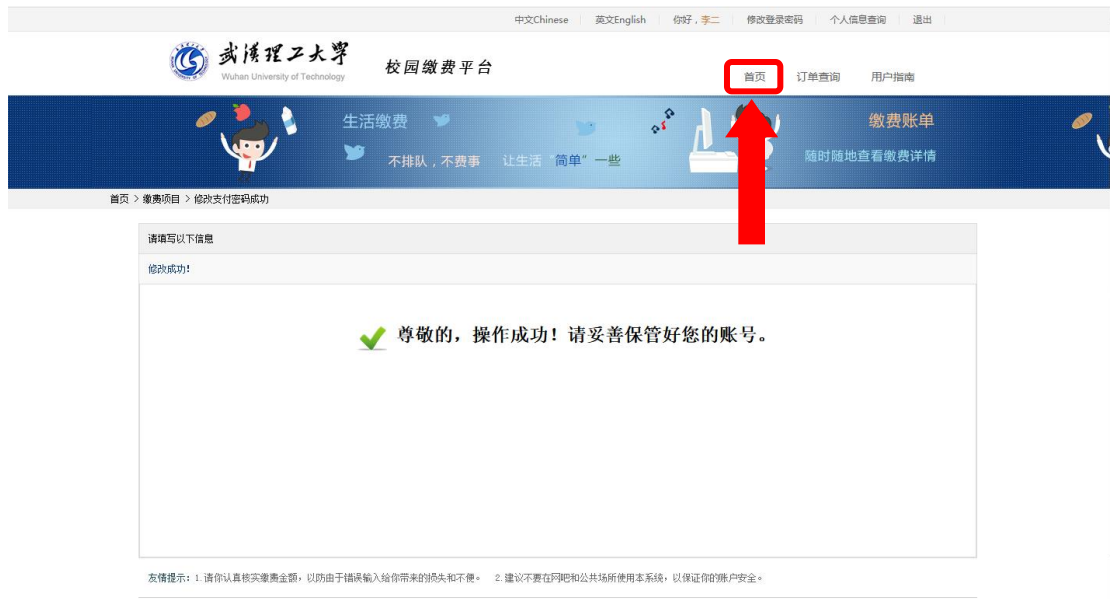 中文Chinese 英文English 你好，李二 修改登录密码 个人信息查询 退出
武汉理工大学
Wuhan University of Technology
校园缴费平台
首页 订单查询 用户指南
生活缴费
不排队，不费事 让生活“简单”一些
缴费账单
随时随地查看缴费详情
首页 > 缴费项目 > 修改支付密码成功
请填写以下信息
修改成功！
尊敬的，操作成功！请妥善保管好您的账号。
友情提示：1.请你认真核实缴费金额，以防由于错误输入给你带来的损失和不便。 2.建议不要在网吧和公共场所使用本系统，以保证你的账户安全。